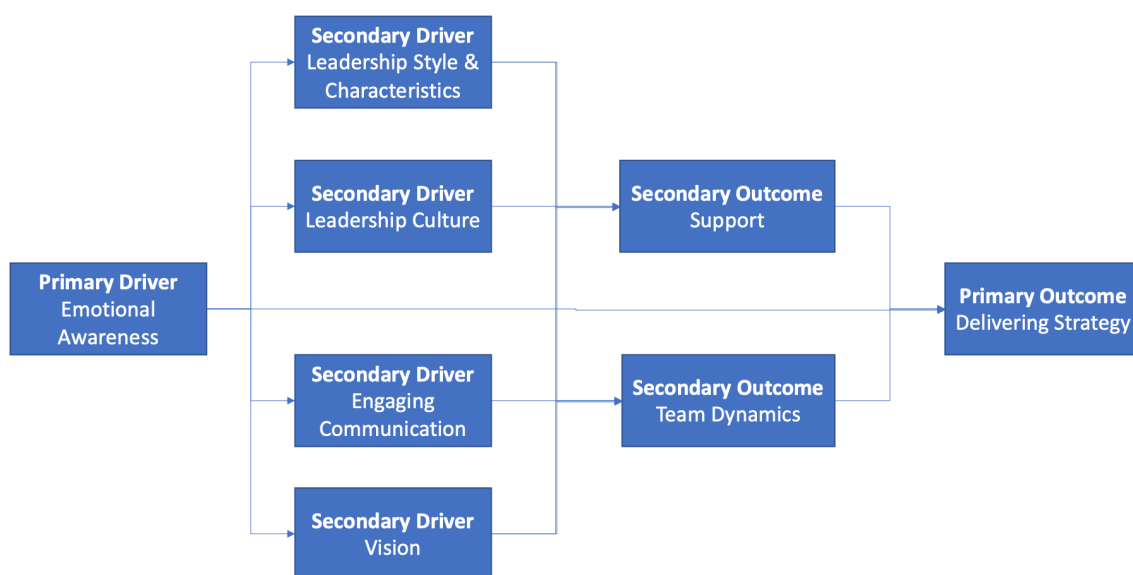 Secondary Driver
Leadership Style &
Characteristics
Secondary Driver
Leadership Culture
Secondary Outcome
Support
Primary Driver
Emotional
Awareness
Primary Outcome
Delivering Strategy
Secondary Driver
Engaging
Communication
Secondary Outcome
Team Dynamics
Secondary Driver
Vision